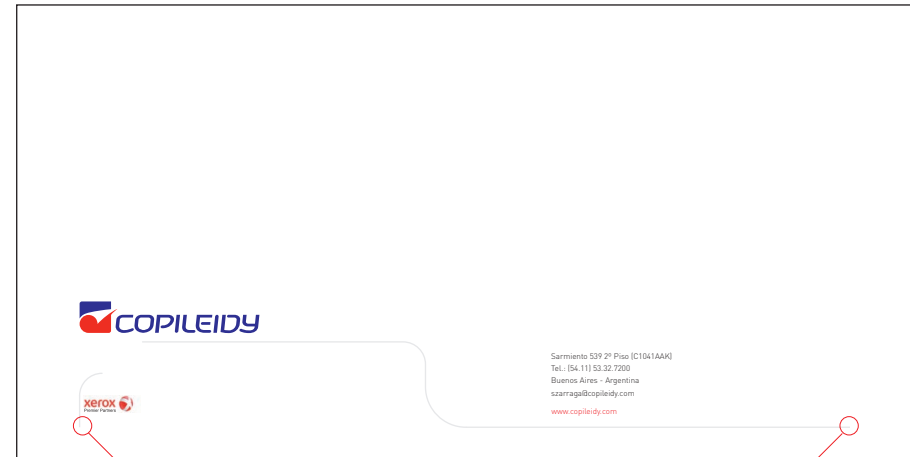 COPILEIDY
Sarmiento 539 2º Piso (C1041AAK)
Tel.: (54.11) 53.32.7200
Buenos Aires - Argentina
szarraga@copileidy.com
www.copileidy.com
xerox
Premier Partners